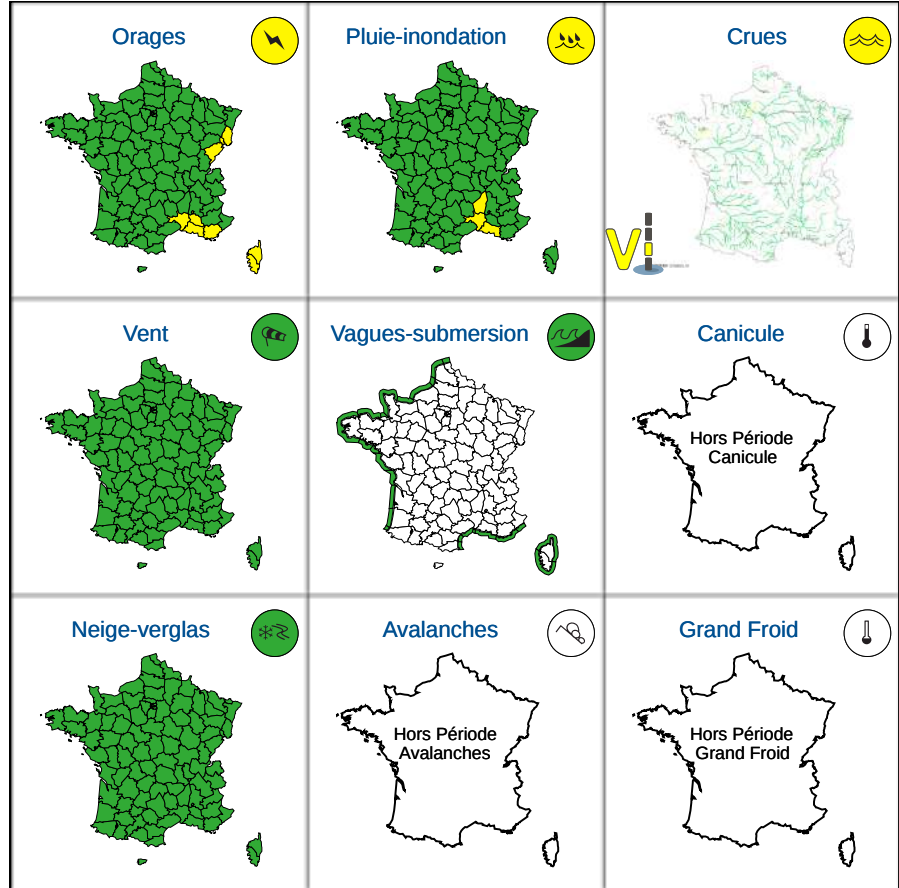 Orages
Pluie-inondation
Crues
Vi
Vent
Vagues-submersion
Canicule
Hors Période
Canicule
Neige-verglas
Avalanches
Hors Période
Avalanches
Grand Froid
Hors Période
Grand Froid